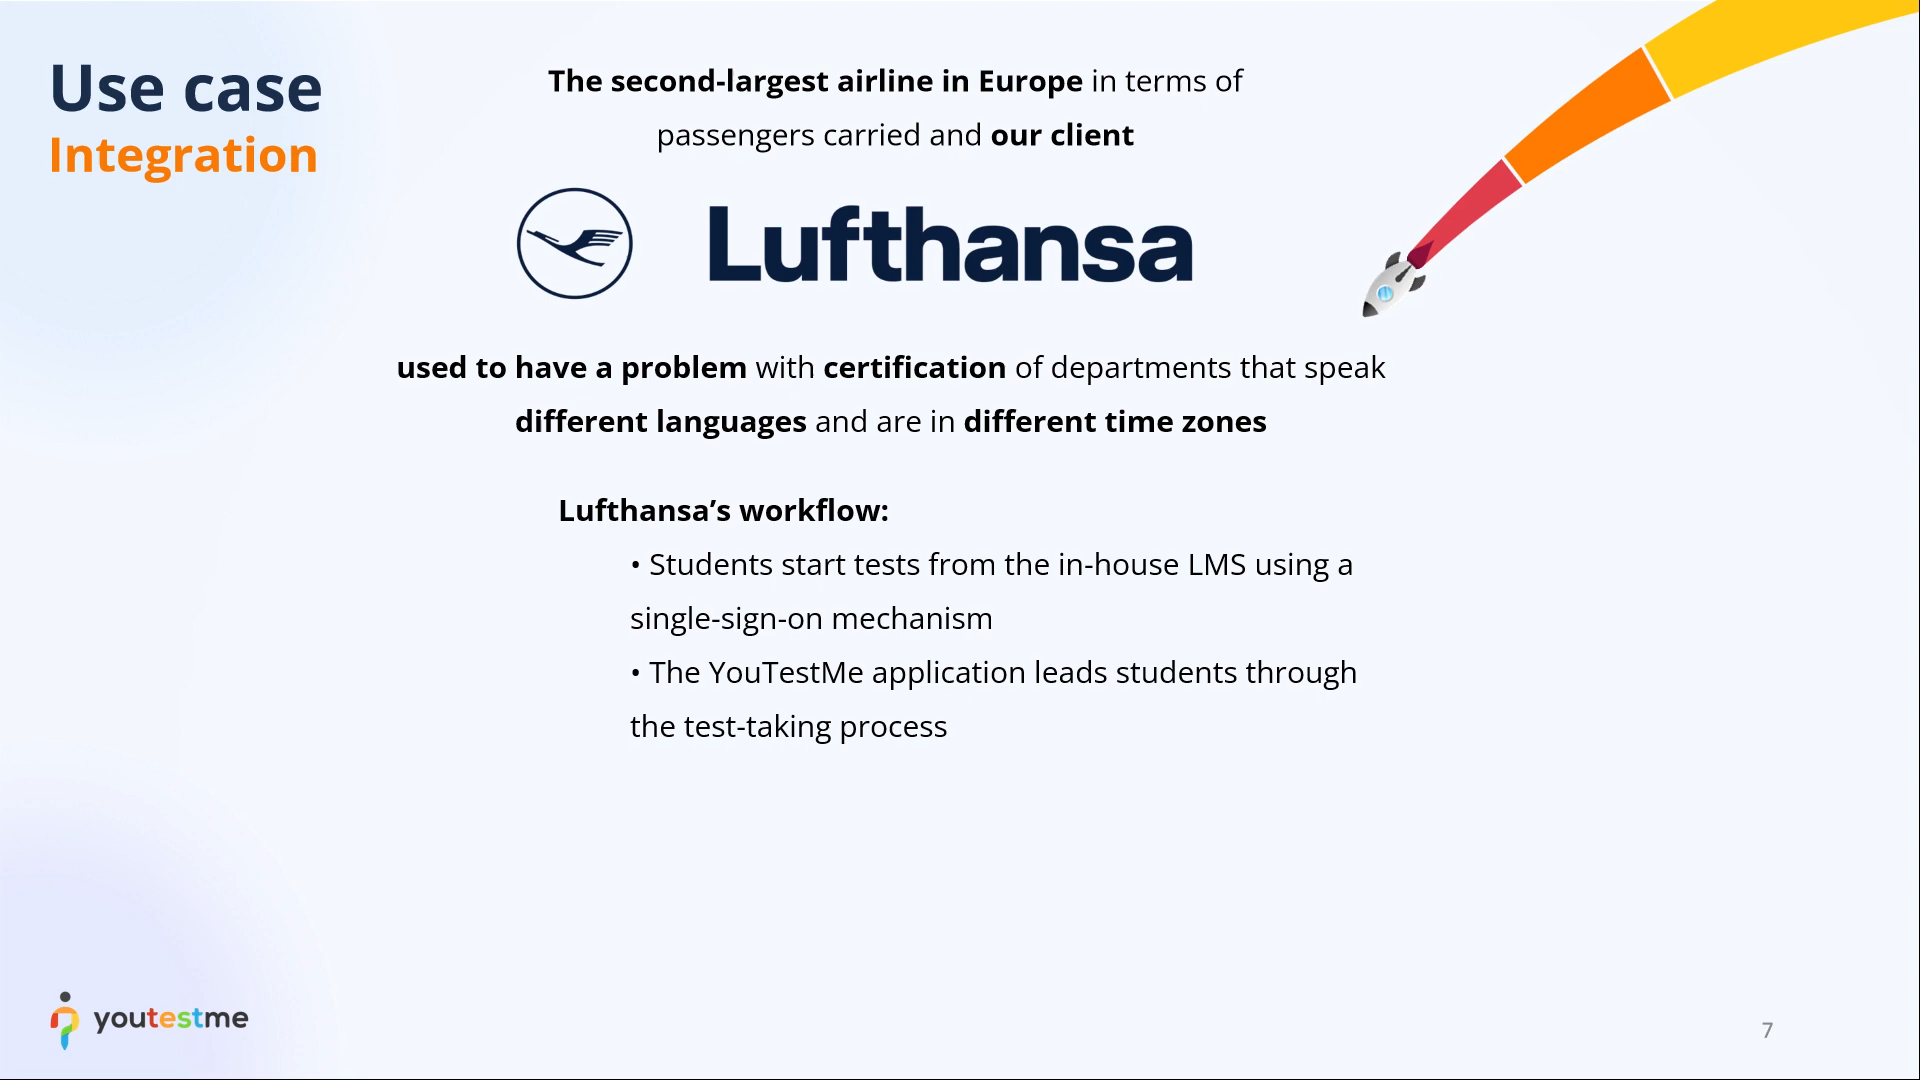 Use case
Integration
The second-largest airline in Europe in terms of
passengers carried and our client
Lufthansa
used to have a problem with certification of departments that speak
different languages and are in different time zones
Lufthansa’s workflow:
• Students start tests from the in-house LMS using a
single-sign-on mechanism
• The YouTestMe application leads students through
the test-taking process
youtestme
7